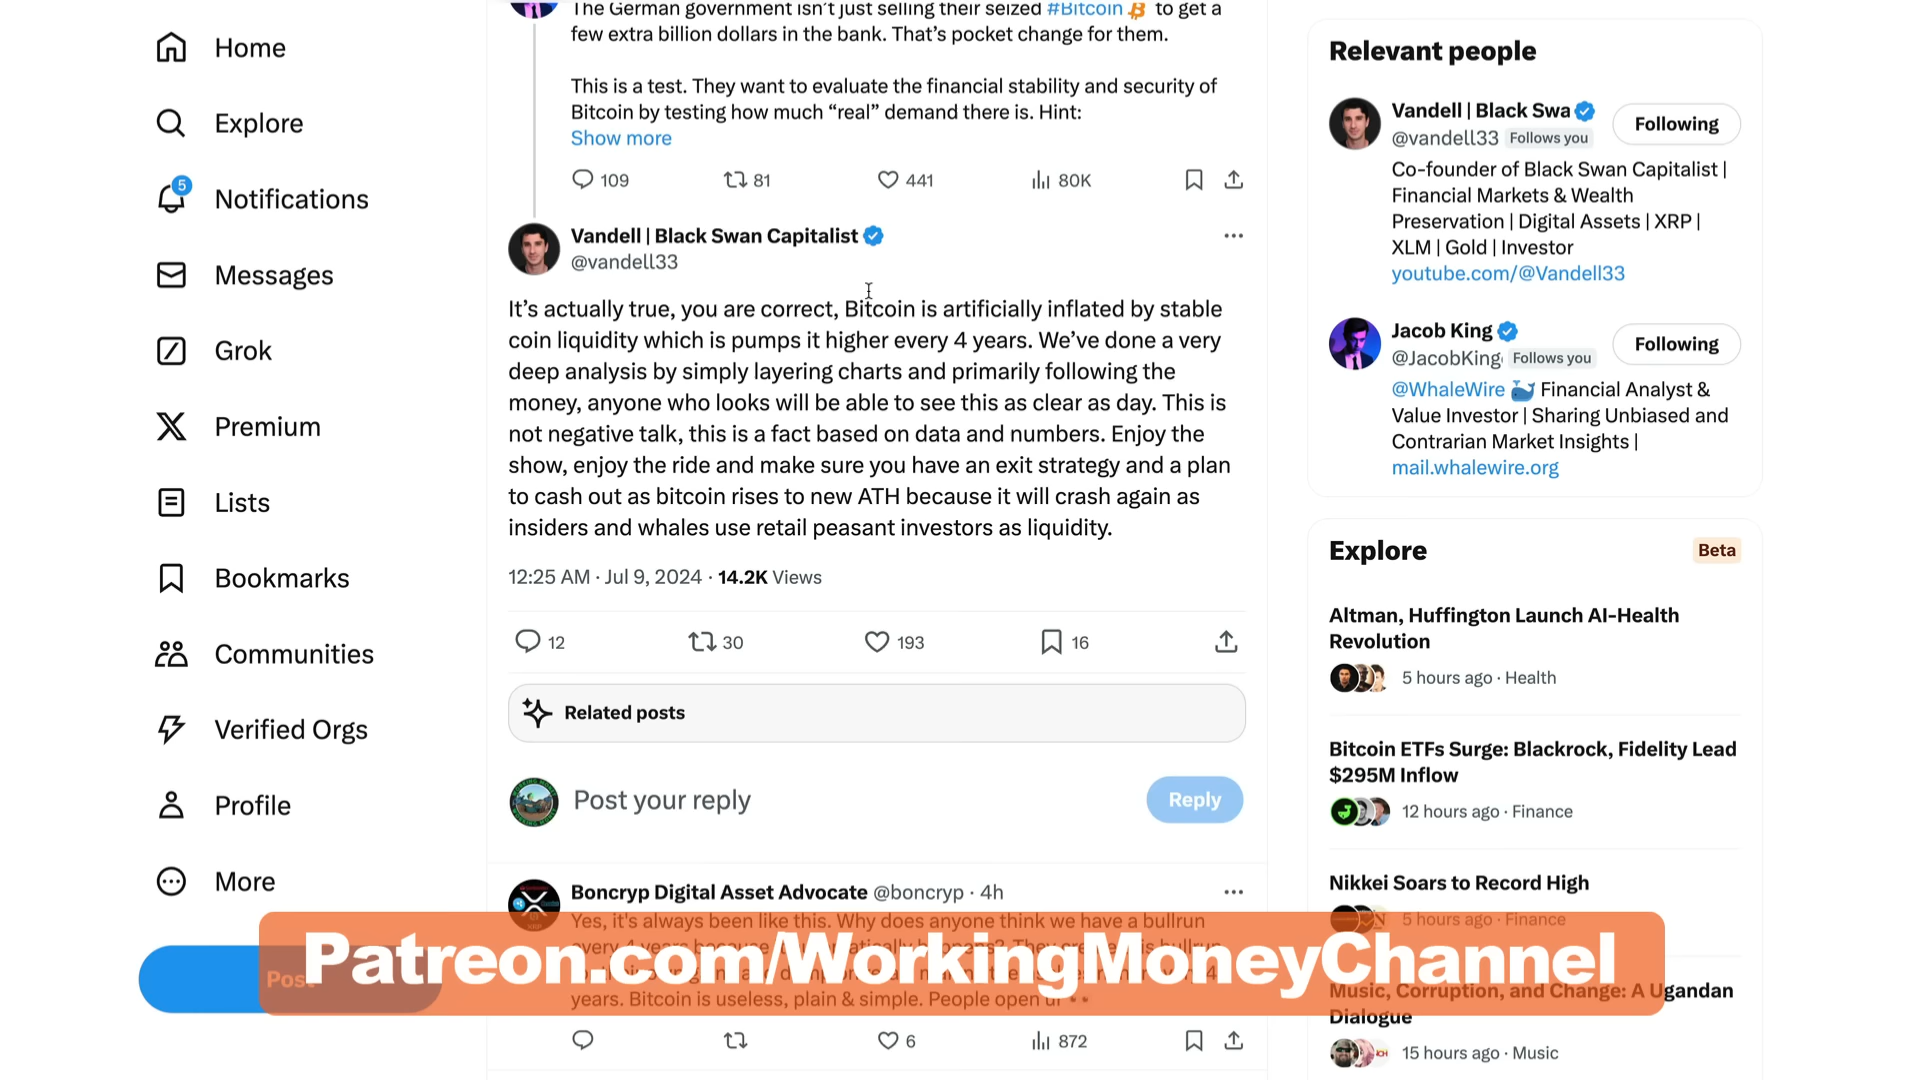 Home
Explore
5
Notifications
Messages
Grok
Premium
Lists
Bookmarks
Communities
Verified Orgs
Profile
More
Post
The German government isn't just selling their seized #Bitcoin to get a
few extra billion dollars in the bank. That's pocket change for them.
This is a test. They want to evaluate the financial stability and security of
Bitcoin by testing how much “real” demand there is. Hint:
Show more
109 81 441 80K
Vandell | Black Swan Capitalist
@vandell33
It's actually true, you are correct, Bitcoin is artificially inflated by stable
coin liquidity which is pumps it higher every 4 years. We've done a very
deep analysis by simply layering charts and primarily following the
money, anyone who looks will be able to see this as clear as day. This is
not negative talk, this is a fact based on data and numbers. Enjoy the
show, enjoy the ride and make sure you have an exit strategy and a plan
to cash out as bitcoin rises to new ATH because it will crash again as
insiders and whales use retail peasant investors as liquidity.
12:25 AM · Jul 9, 2024 · 14.2K Views
12 30 193 16
Related posts
Post your reply
Reply
Boncryp Digital Asset Advocate @boncryp · 4h
Yes, it's always been like this. Why does anyone think we have a bullrun
every 4 years because
years. Bitcoin is useless, plain & simple. People open
6 872
Patreon.com/WorkingMoneyChannel
Relevant people
Vandell | Black Swa
@vandell33 Follows you
Following
Co-founder of Black Swan Capitalist |
Financial Markets & Wealth
Preservation | Digital Assets | XRP |
XLM | Gold | Investor
youtube.com/@Vandell33
Jacob King
@JacobKing Follows you
Following
@WhaleWire Financial Analyst &
Value Investor | Sharing Unbiased and
Contrarian Market Insights |
mail.whalewire.org
Explore
Beta
Altman, Huffington Launch AI-Health
Revolution
5 hours ago · Health
Bitcoin ETFs Surge: Blackrock, Fidelity Lead
$295M Inflow
12 hours ago · Finance
Nikkei Soars to Record High
5 hours ago · Finance
Music, Corruption, and Change: A Ugandan
Dialogue
15 hours ago · Music